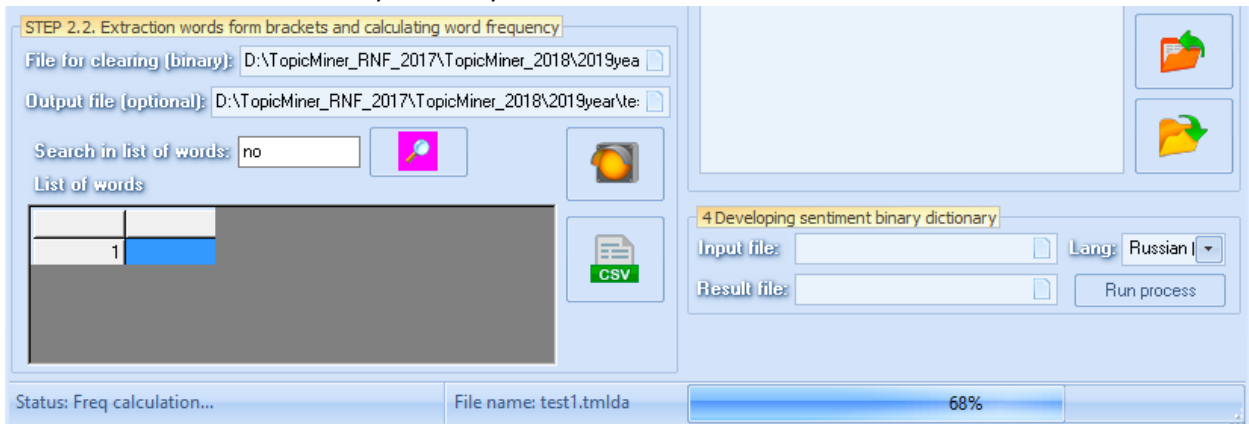 STEP 2.2. Extraction words form brackets and calculating word frequency
File for clearing (binary): D:\TopicMiner_RNF_2017\TopicMiner_2018\2019yea
Output file (optional): D:\TopicMiner_RNF_2017\TopicMiner_2018\2019year\te
Search in list of words: no
List of words
1
CSV
4 Developing sentiment binary dictionary
Input file: Lang: Russian
Result file: Run process
Status: Freq calculation... File name: test1.tmlda 68%